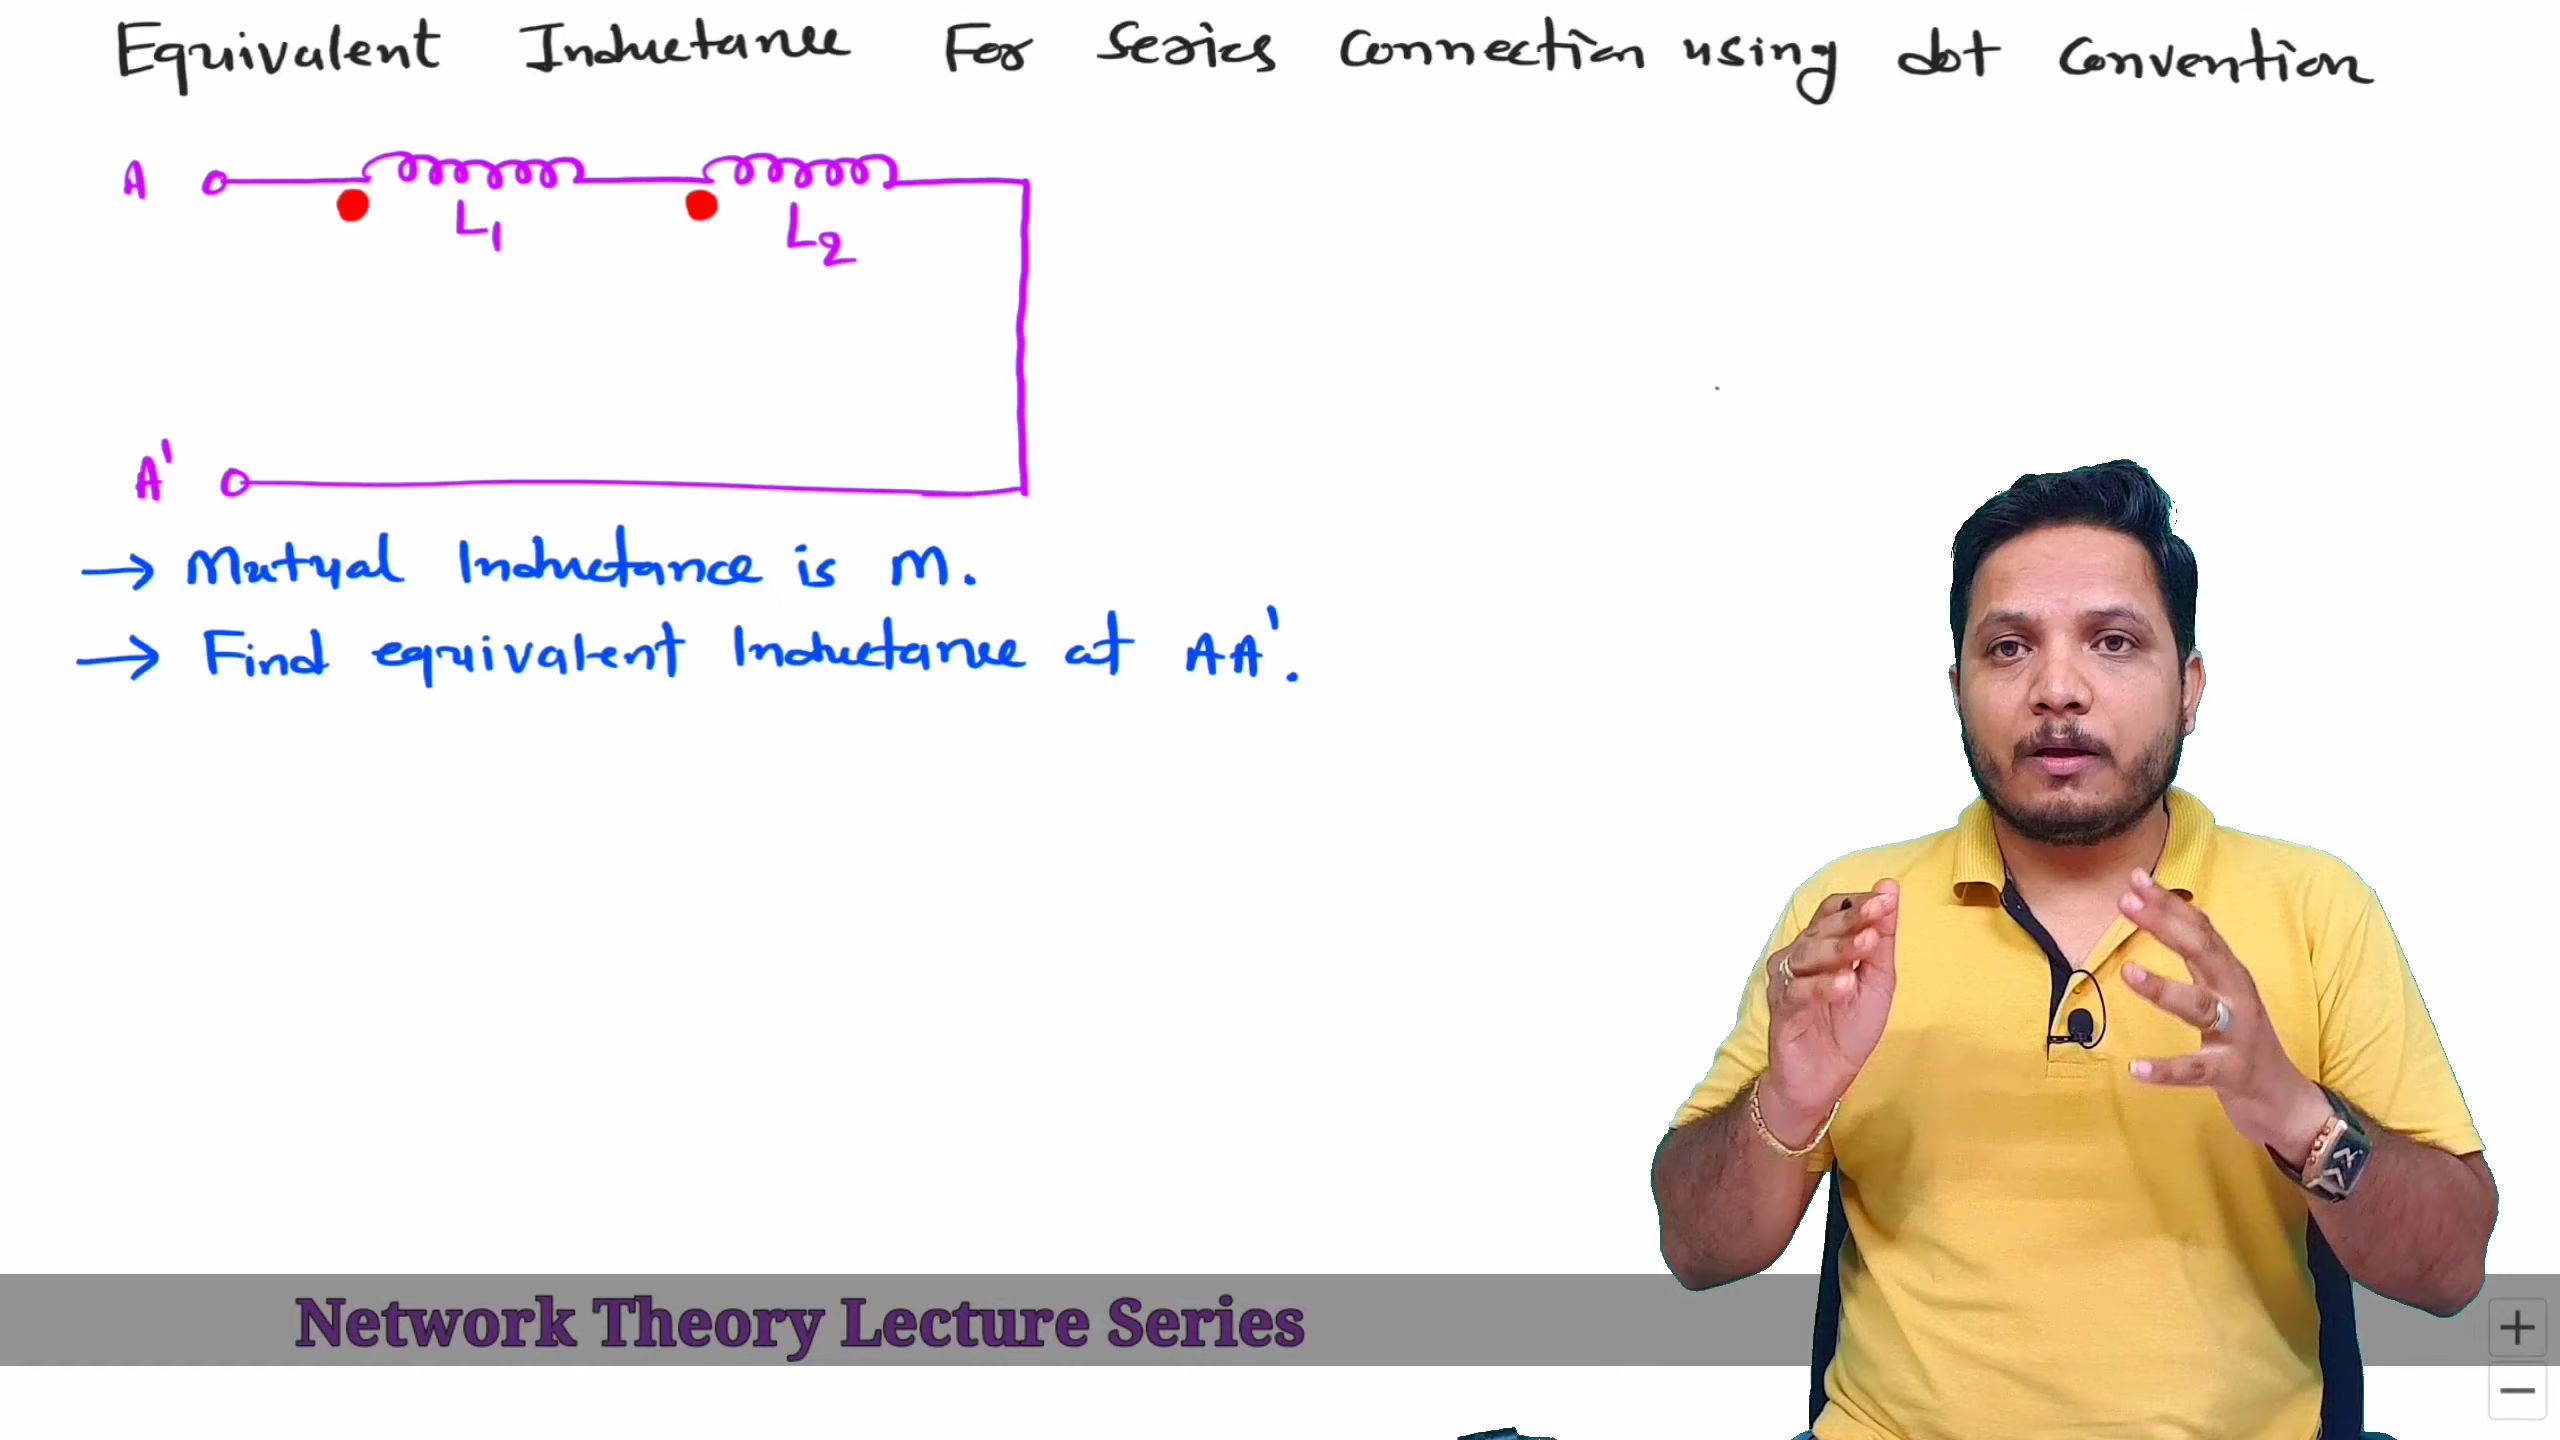 Equivalent Inductance For Series Connection using dot Convention
A
L1
L2
A'
→ Mutual Inductance is M.
→ Find equivalent Inductance at AA'.
Network Theory Lecture Series
+
−